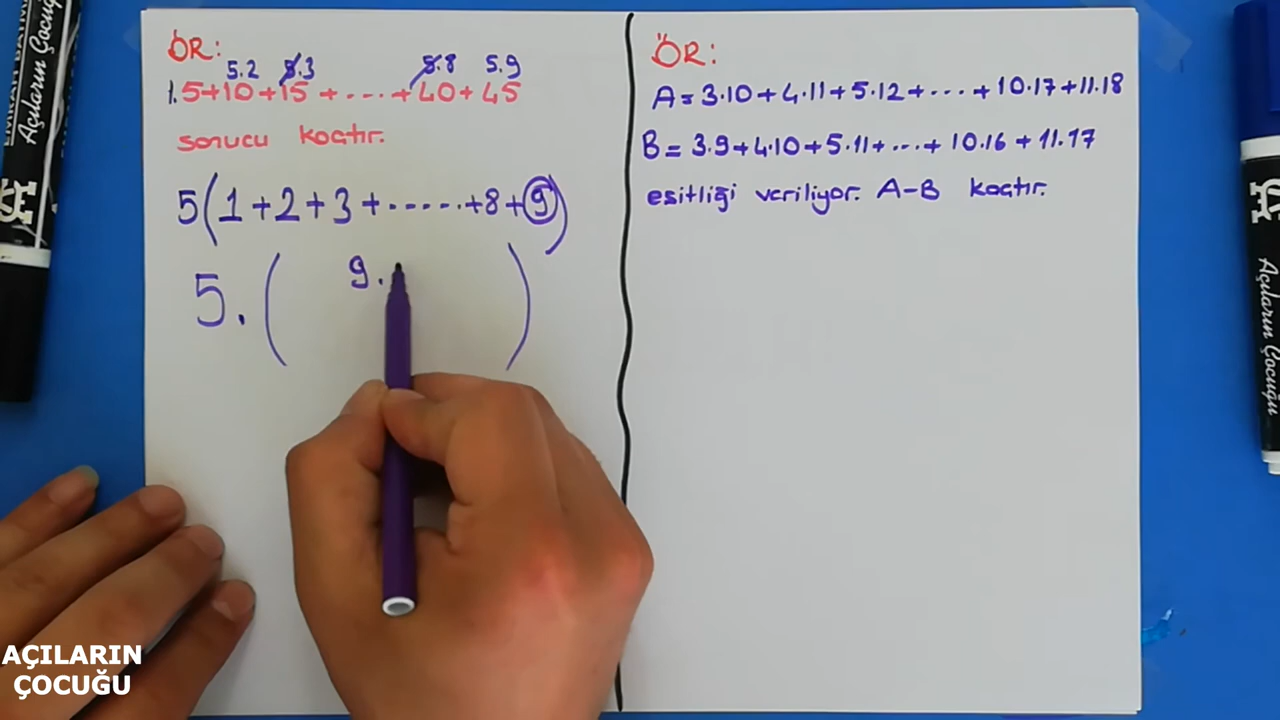 ÖR:
5.2 5.3 5.8 5.9
1.5+10+15+....+40+45
sonucu kaçtır.
5(1+2+3+......+8+9)
5.( 9. )
ÖR:
A=3.10+4.11+5.12+...+10.17+11.18
B=3.9+4.10+5.11+...+10.16+11.17
eşitliği veriliyor. A-B kaçtır.
Açıların Çocuğu
Açıların Çocuğu
AÇILARIN
ÇOCUĞU